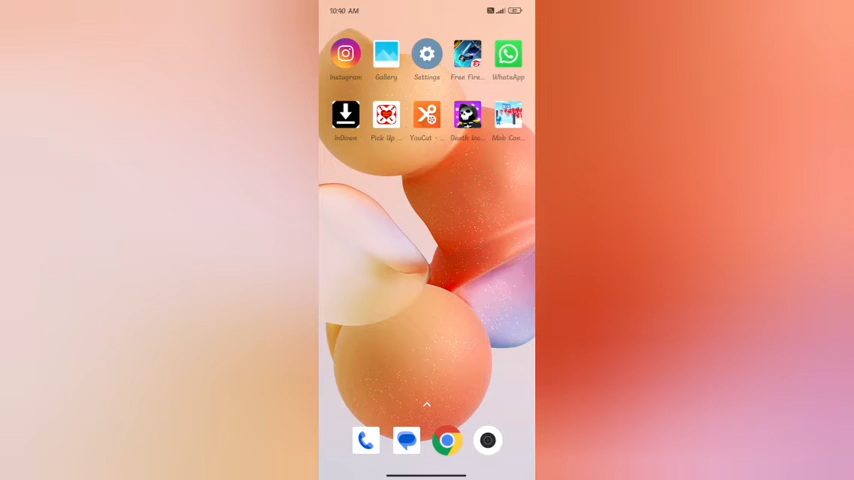 10:40 AM
Instagram Gallery Settings Free Fire... WhatsApp
InDown Pick Up ... YouCut - ... Death Inc... Mob Con...